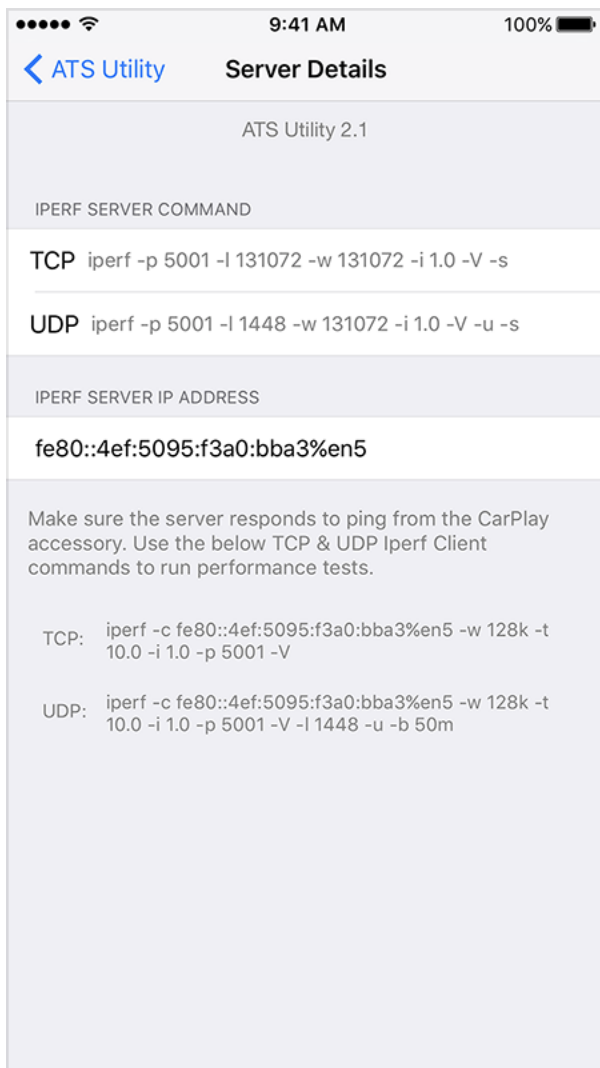 9:41 AM
100%
ATS Utility
Server Details
ATS Utility 2.1
IPERF SERVER COMMAND
TCP iperf -p 5001 -l 131072 -w 131072 -i 1.0 -V -s
UDP iperf -p 5001 -l 1448 -w 131072 -i 1.0 -V -u -s
IPERF SERVER IP ADDRESS
fe80::4ef:5095:f3a0:bba3%en5
Make sure the server responds to ping from the CarPlay
accessory. Use the below TCP & UDP Iperf Client
commands to run performance tests.
TCP: iperf -c fe80::4ef:5095:f3a0:bba3%en5 -w 128k -t
10.0 -i 1.0 -p 5001 -V
UDP: iperf -c fe80::4ef:5095:f3a0:bba3%en5 -w 128k -t
10.0 -i 1.0 -p 5001 -V -l 1448 -u -b 50m